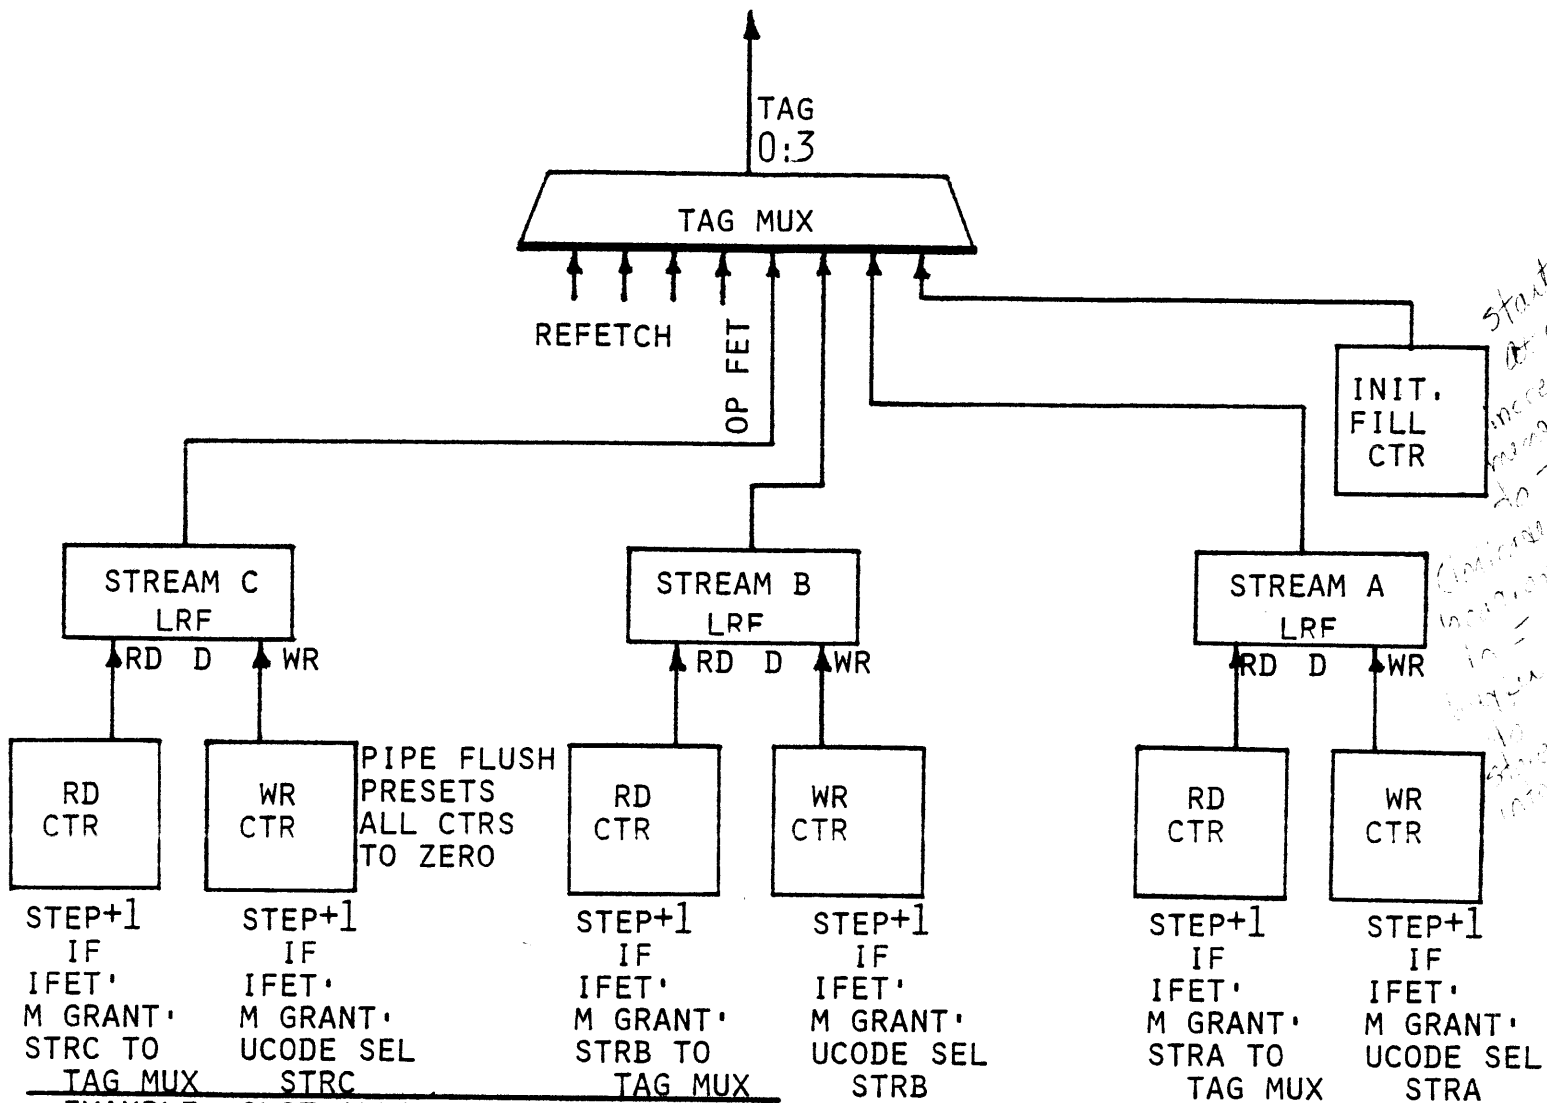 TAG
0:3
TAG MUX
REFETCH
OP FET
INIT.
FILL
CTR
STREAM C
LRF
RD D WR
STREAM B
LRF
RD D WR
STREAM A
LRF
RD D WR
RD
CTR
WR
CTR
PIPE FLUSH
PRESETS
ALL CTRS
TO ZERO
RD
CTR
WR
CTR
RD
CTR
WR
CTR
STEP+1
IF
IFET·
M GRANT·
STRC TO
TAG MUX
STEP+1
IF
IFET·
M GRANT·
UCODE SEL
STRC
STEP+1
IF
IFET·
M GRANT·
STRB TO
TAG MUX
STEP+1
IF
IFET·
M GRANT·
UCODE SEL
STRB
STEP+1
IF
IFET·
M GRANT·
STRA TO
TAG MUX
STEP+1
IF
IFET·
M GRANT·
UCODE SEL
STRA